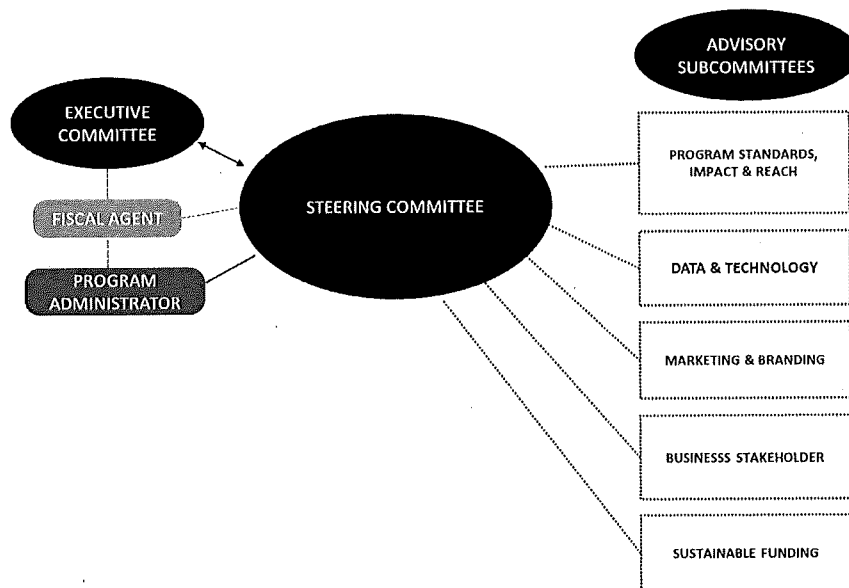 ADVISORY
SUBCOMMITTEES
EXECUTIVE
COMMITTEE
PROGRAM STANDARDS,
IMPACT & REACH
FISCAL AGENT
STEERING COMMITTEE
PROGRAM
ADMINISTRATOR
DATA & TECHNOLOGY
MARKETING & BRANDING
BUSINESSS STAKEHOLDER
SUSTAINABLE FUNDING